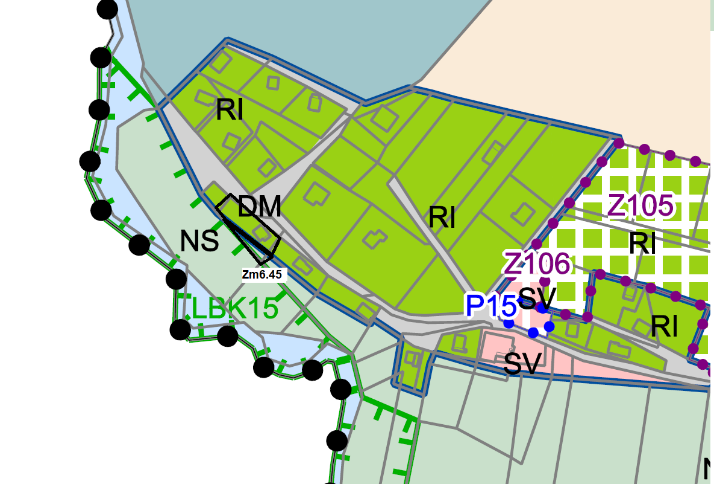 RI
Z105
DM
RI
NS
RI
Z106
Zm6.45
SV
P15
LBK15
RI
SV